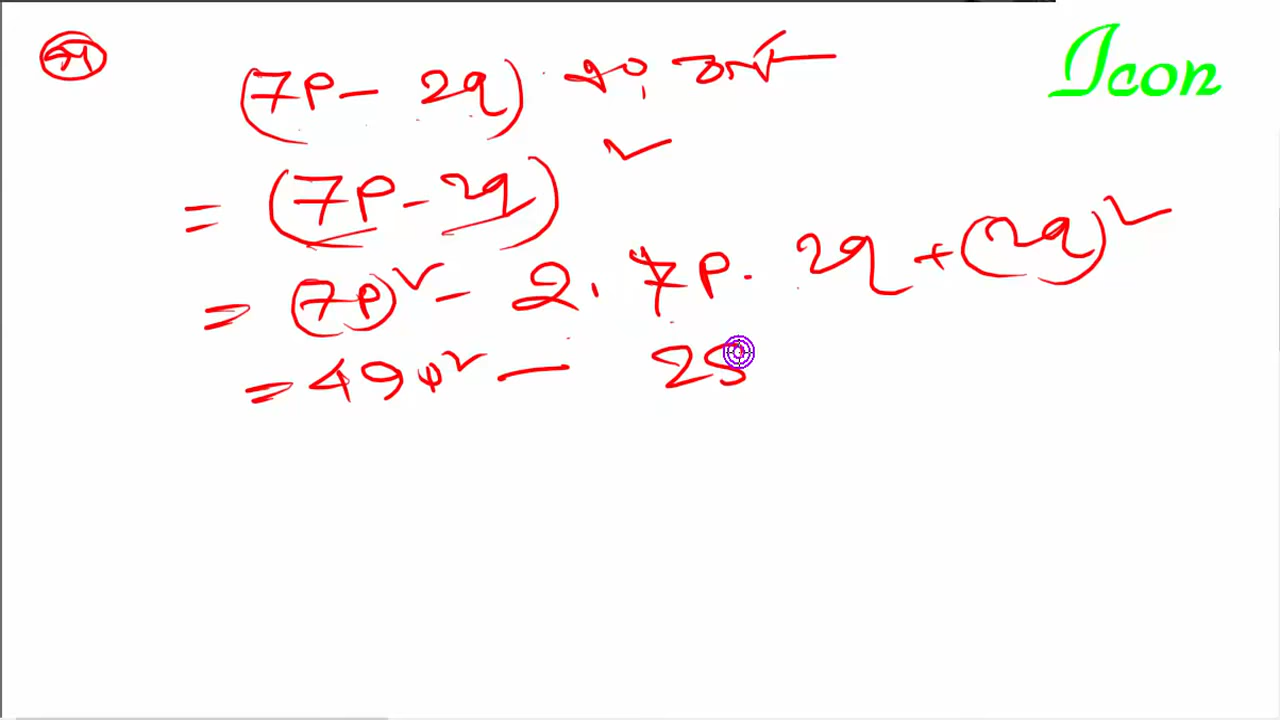 Icon
(7p - 2q) এর বর্গ
= (7p - 2q)²
= (7p)² - 2 . 7p . 2q + (2q)²
= 49p² - 28